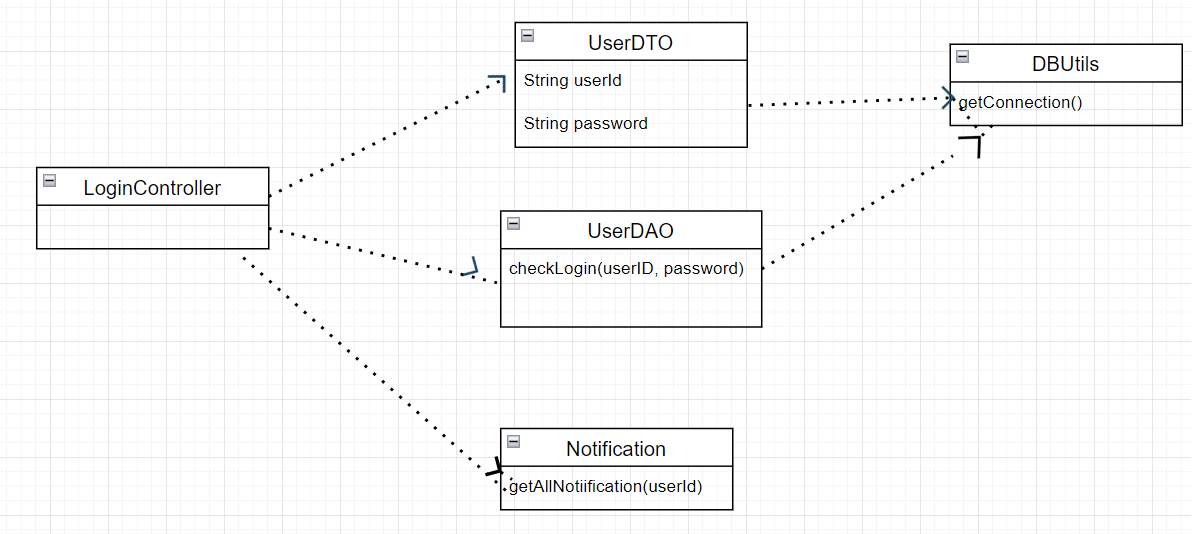 UserDTO
String userId
String password
DBUtils
getConnection()
LoginController
UserDAO
checkLogin(userID, password)
Notification
getAllNotiification(userId)